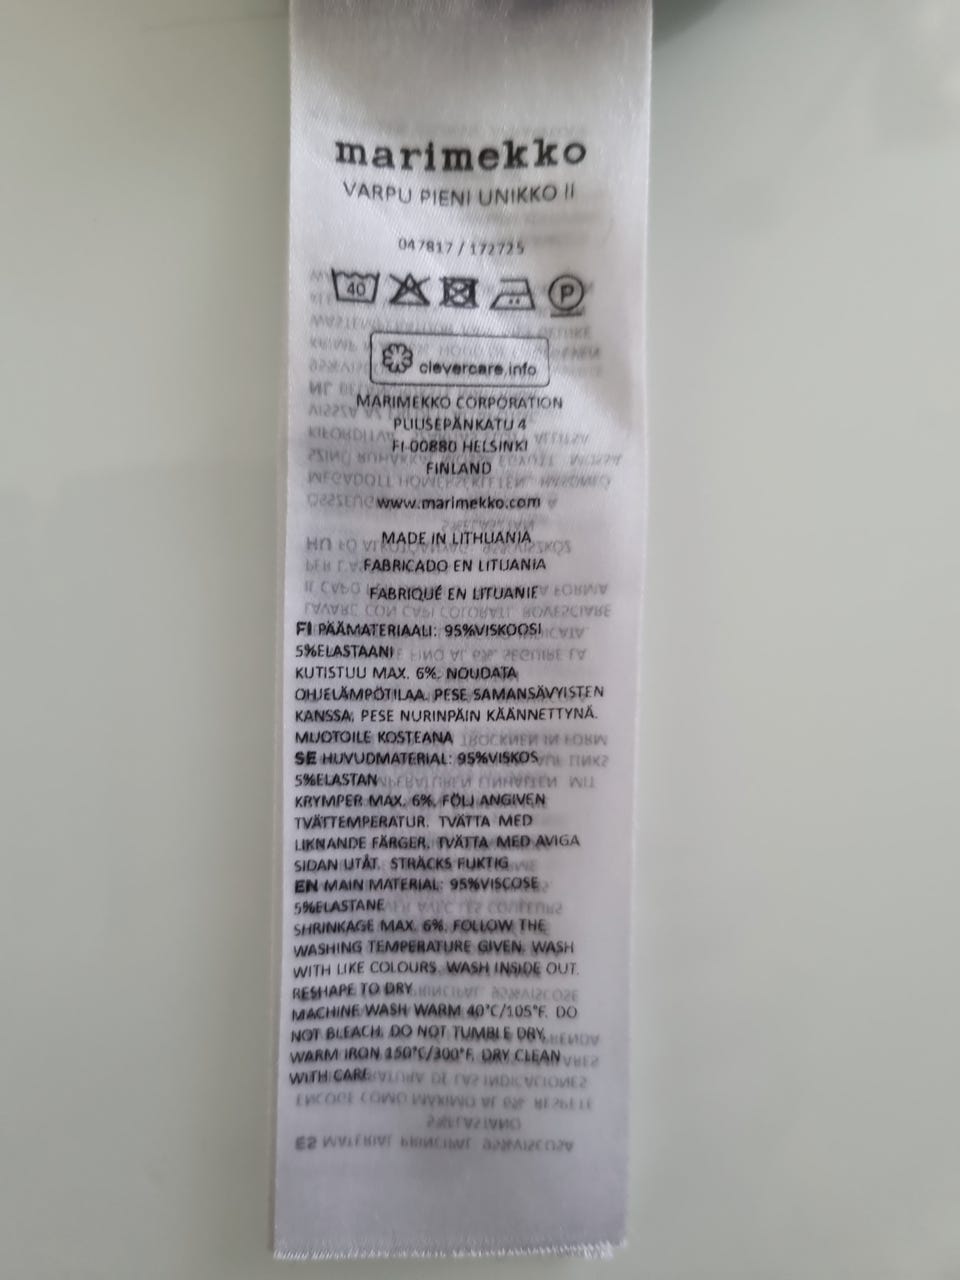 marimekko
VARPU PIENI UNIKKO II
047817 / 172725
40 P
clevercare.info
MARIMEKKO CORPORATION
PUUSEPÄNKATU 4
FI-00880 HELSINKI
FINLAND
www.marimekko.com
MADE IN LITHUANIA
FABRICADO EN LITUANIA
FABRIQUÉ EN LITUANIE
FI PÄÄMATERIAALI: 95%VISKOOSI
5%ELASTAANI
KUTISTUU MAX. 6%. NOUDATA
OHJELÄMPÖTILAA. PESE SAMANSÄVYISTEN
KANSSA. PESE NURINPÄIN KÄÄNNETTYNÄ.
MUOTOILE KOSTEANA
SE HUVUDMATERIAL: 95%VISKOS
5%ELASTAN
KRYMPER MAX. 6%. FÖLJ ANGIVEN
TVÄTTEMPERATUR. TVÄTTA MED
LIKNANDE FÄRGER. TVÄTTA MED AVIGA
SIDAN UTÅT. STRÄCKS FUKTIG
EN MAIN MATERIAL: 95%VISCOSE
5%ELASTANE
SHRINKAGE MAX. 6%. FOLLOW THE
WASHING TEMPERATURE GIVEN. WASH
WITH LIKE COLOURS. WASH INSIDE OUT.
RESHAPE TO DRY
MACHINE WASH WARM 40°C/105°F. DO
NOT BLEACH. DO NOT TUMBLE DRY.
WARM IRON 150°C/300°F. DRY CLEAN
WITH CARE